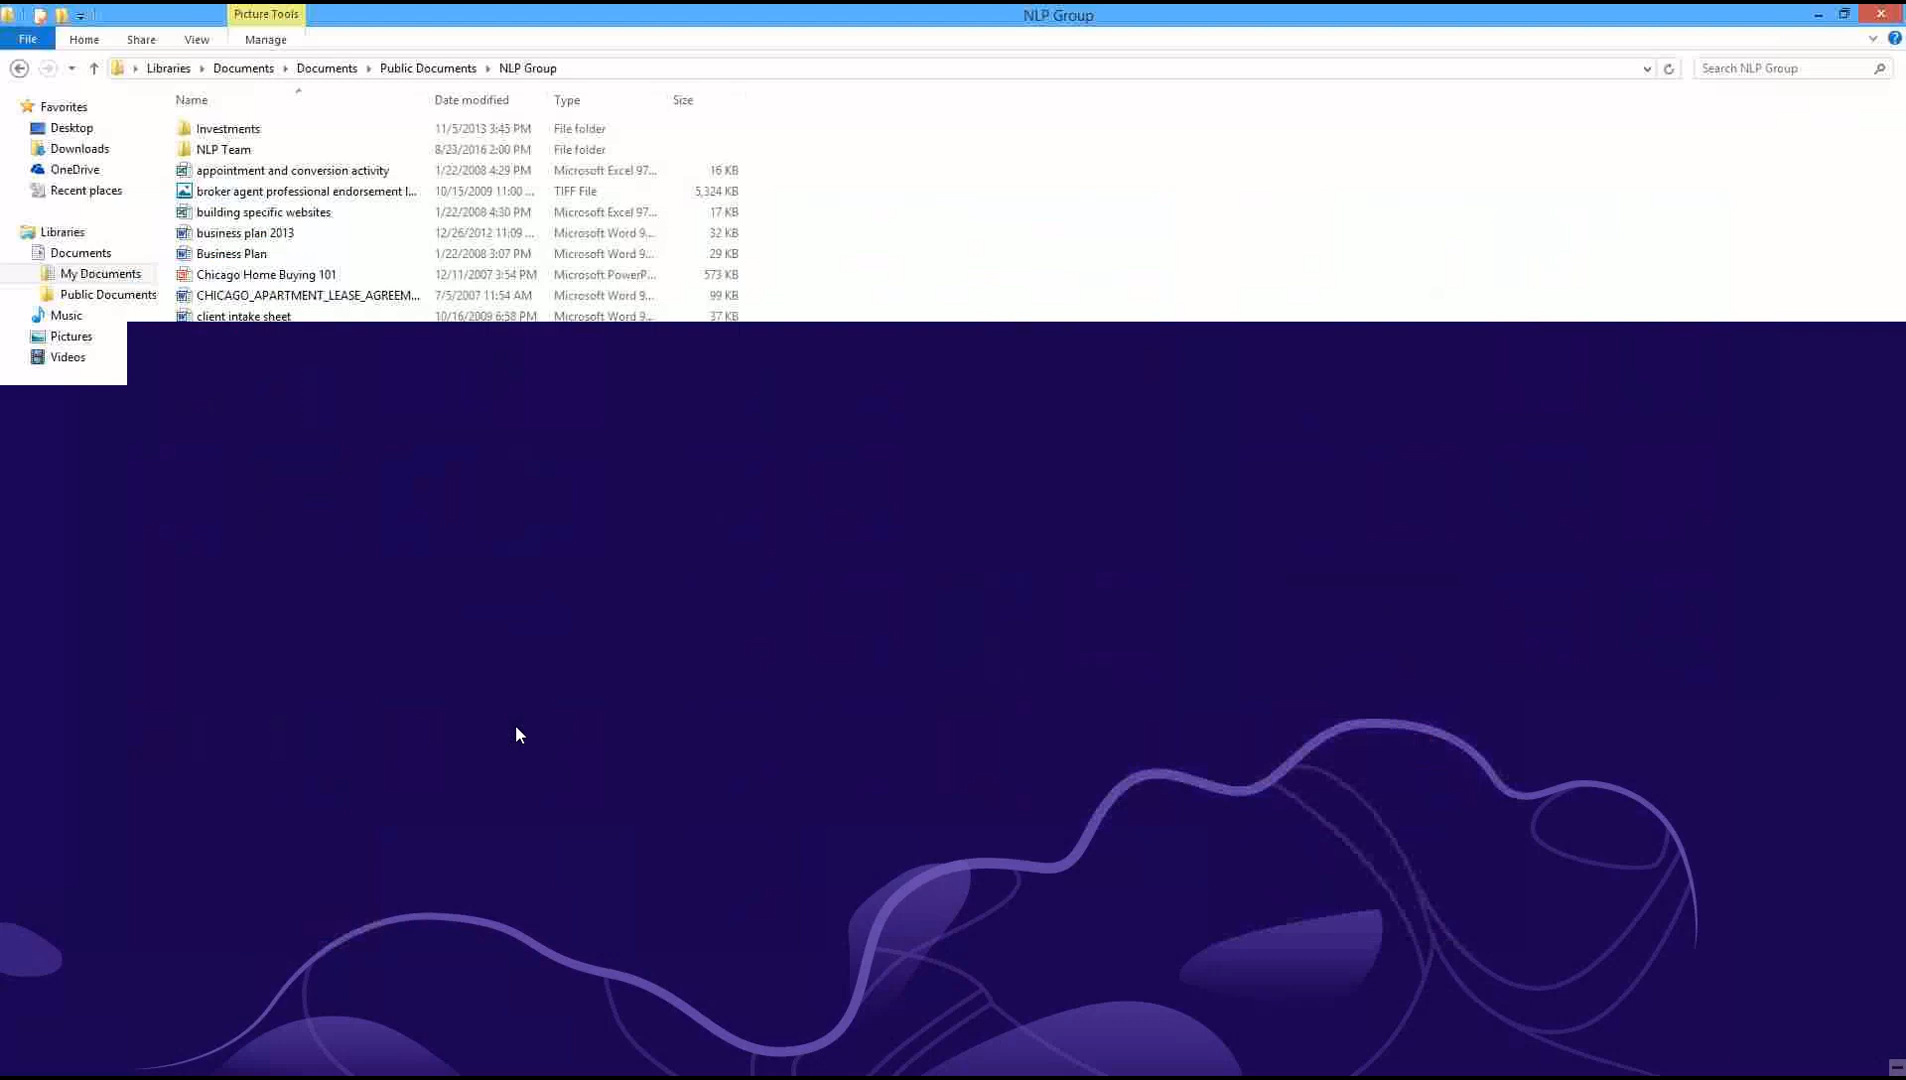 Picture Tools
NLP Group
File Home Share View Manage
Libraries Documents Documents Public Documents NLP Group
Search NLP Group
Name Date modified Type Size
Favorites
Desktop
Downloads
OneDrive
Recent places
Libraries
Documents
My Documents
Public Documents
Music
Pictures
Videos
Investments 11/5/2013 3:45 PM File folder
NLP Team 8/23/2016 2:00 PM File folder
appointment and conversion activity 1/22/2008 4:29 PM Microsoft Excel 97... 16 KB
broker agent professional endorsement l... 10/15/2009 11:00 ... TIFF File 5,324 KB
building specific websites 1/22/2008 4:30 PM Microsoft Excel 97... 17 KB
business plan 2013 12/26/2012 11:09 ... Microsoft Word 9... 32 KB
Business Plan 1/22/2008 3:07 PM Microsoft Word 9... 29 KB
Chicago Home Buying 101 12/11/2007 3:54 PM Microsoft PowerP... 573 KB
CHICAGO_APARTMENT_LEASE_AGREEM... 7/5/2007 11:54 AM Microsoft Word 9... 99 KB
client intake sheet 10/16/2009 6:58 PM Microsoft Word 9... 37 KB